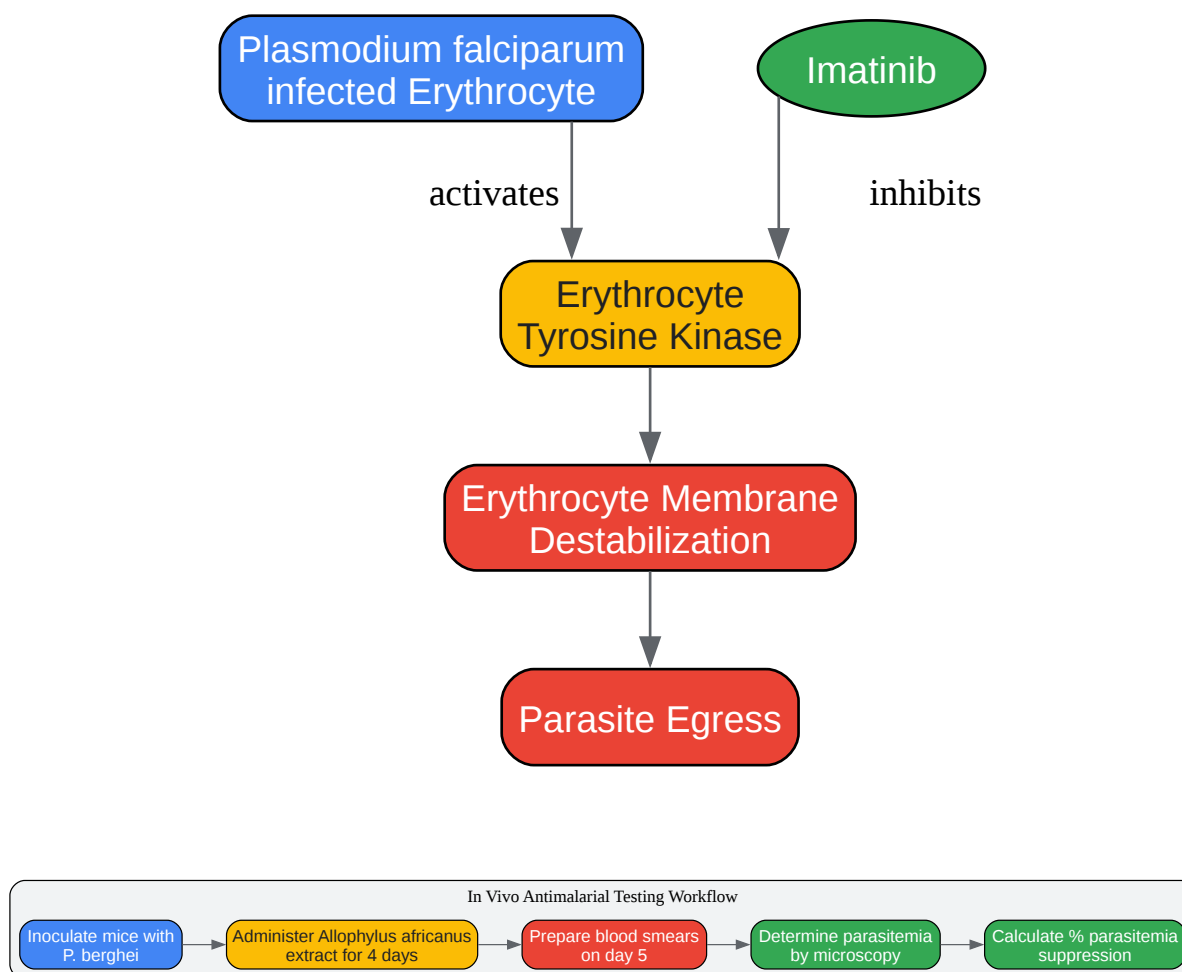 Plasmodium falciparum
infected Erythrocyte
Imatinib
activates
inhibits
Erythrocyte
Tyrosine Kinase
Erythrocyte Membrane
Destabilization
Parasite Egress
In Vivo Antimalarial Testing Workflow
Inoculate mice with
P. berghei
Administer Allophylus africanus
extract for 4 days
Prepare blood smears
on day 5
Determine parasitemia
by microscopy
Calculate % parasitemia
suppression